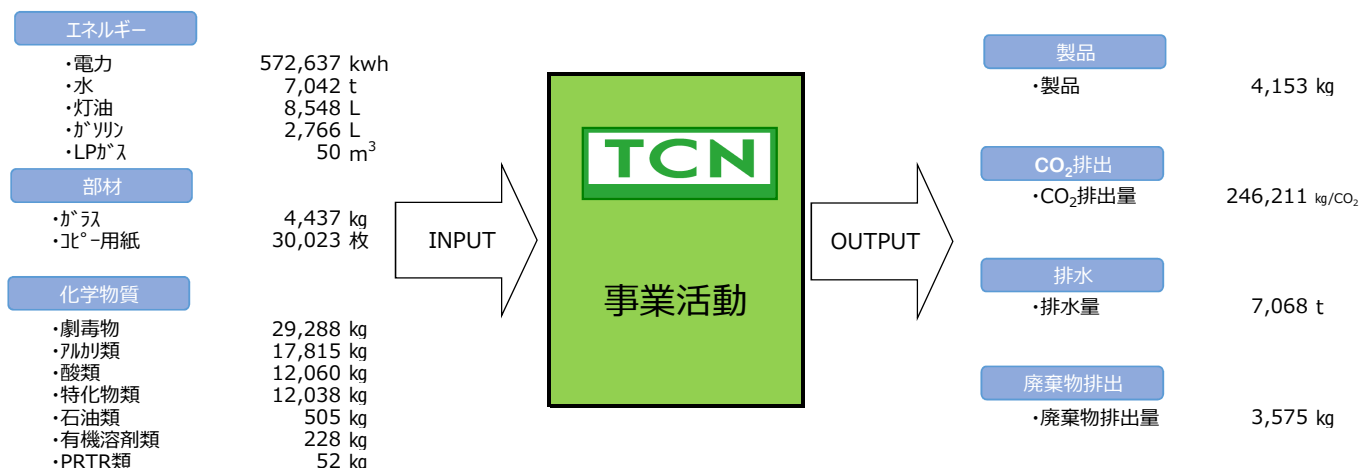 エネルギー
・電力 572,637 kwh
・水 7,042 t
・灯油 8,548 L
・ｶﾞｿﾘﾝ 2,766 L
・LPｶﾞｽ 50 m³
部材
・ｶﾞﾗｽ 4,437 kg
・ｺﾋﾟｰ用紙 30,023 枚
化学物質
・劇毒物 29,288 kg
・ｱﾙｶﾘ類 17,815 kg
・酸類 12,060 kg
・特化物類 12,038 kg
・石油類 505 kg
・有機溶剤類 228 kg
・PRTR類 52 kg
INPUT
TCN
事業活動
OUTPUT
製品
・製品 4,153 kg
CO₂排出
・CO₂排出量 246,211 kg/CO₂
排水
・排水量 7,068 t
廃棄物排出
・廃棄物排出量 3,575 kg